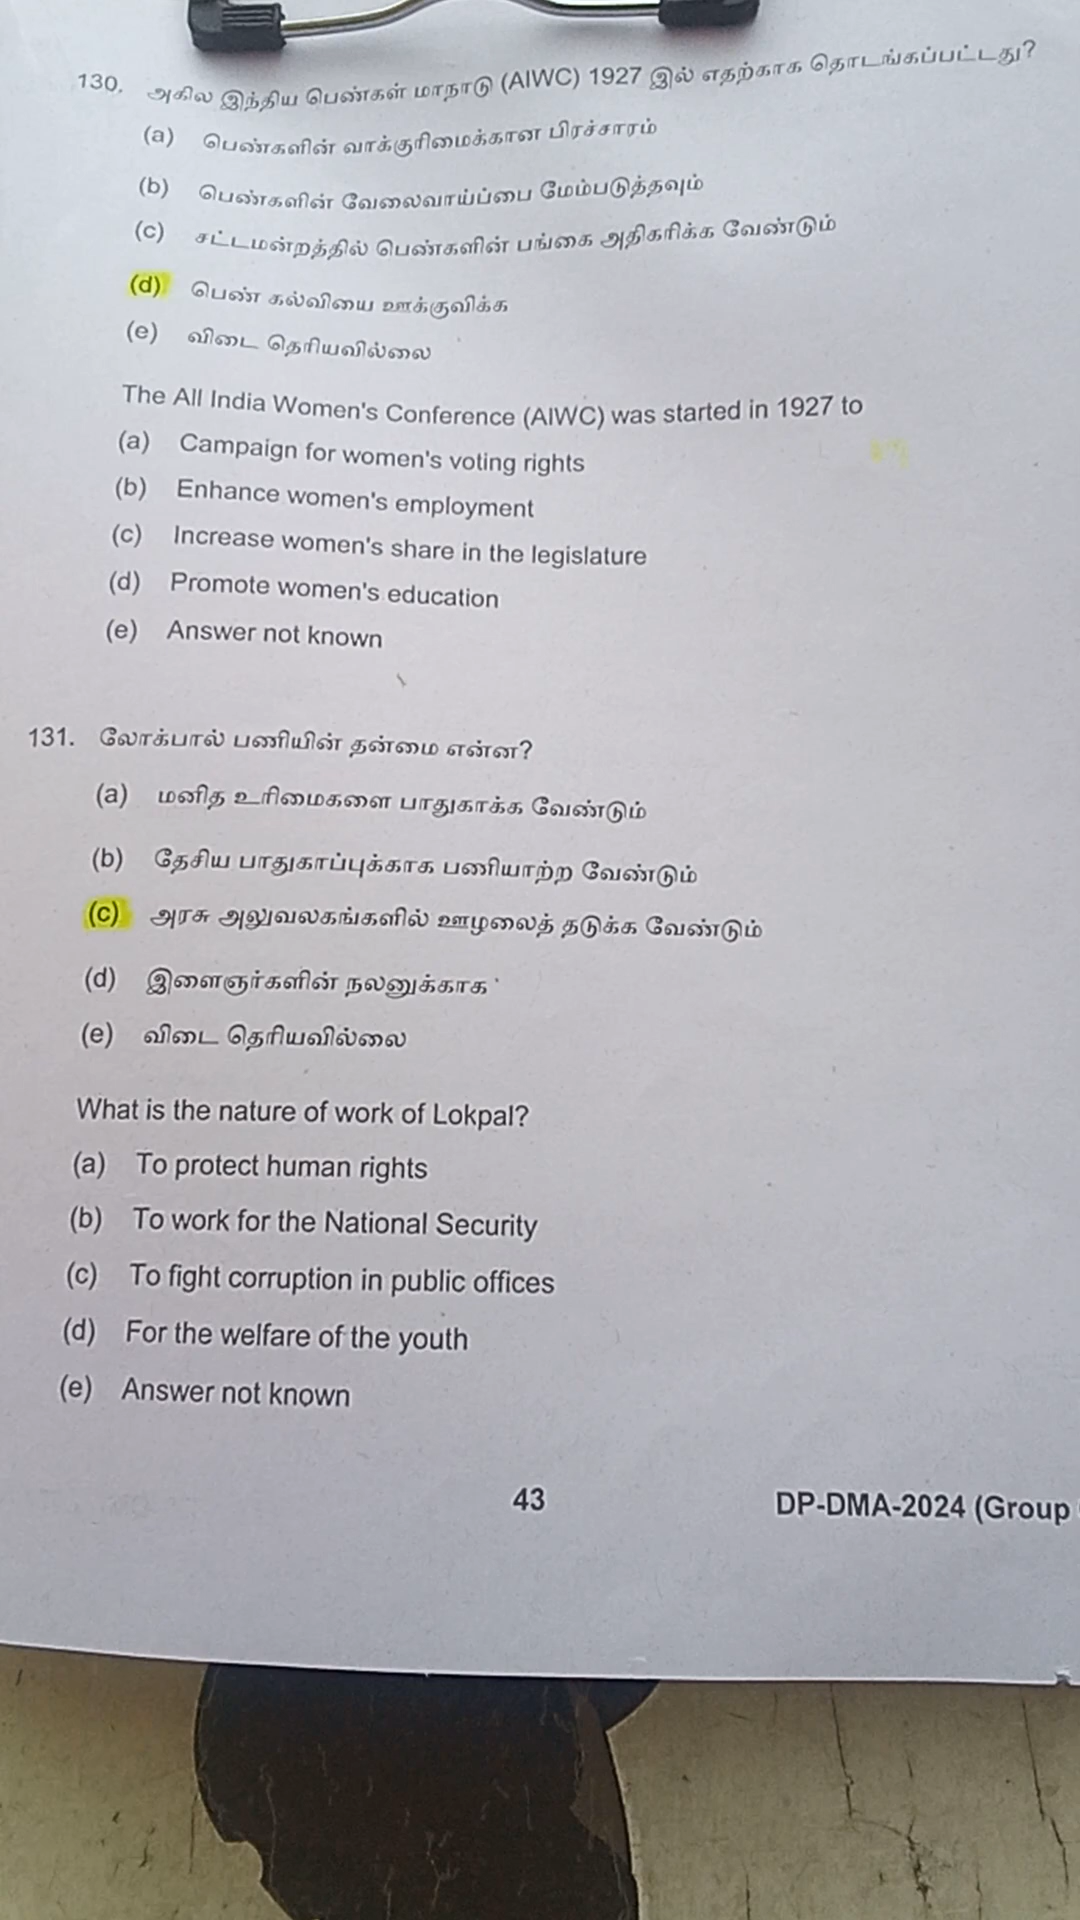 130. அகில இந்திய பெண்கள் மாநாடு (AIWC) 1927 இல் எதற்காக தொடங்கப்பட்டது?
(a) பெண்களின் வாக்குரிமைக்கான பிரச்சாரம்
(b) பெண்களின் வேலைவாய்ப்பை மேம்படுத்தவும்
(c) சட்டமன்றத்தில் பெண்களின் பங்கை அதிகரிக்க வேண்டும்
(d) பெண் கல்வியை ஊக்குவிக்க
(e) விடை தெரியவில்லை
The All India Women's Conference (AIWC) was started in 1927 to
(a) Campaign for women's voting rights
(b) Enhance women's employment
(c) Increase women's share in the legislature
(d) Promote women's education
(e) Answer not known
131. லோக்பால் பணியின் தன்மை என்ன?
(a) மனித உரிமைகளை பாதுகாக்க வேண்டும்
(b) தேசிய பாதுகாப்புக்காக பணியாற்ற வேண்டும்
(c) அரசு அலுவலகங்களில் ஊழலைத் தடுக்க வேண்டும்
(d) இளைஞர்களின் நலனுக்காக
(e) விடை தெரியவில்லை
What is the nature of work of Lokpal?
(a) To protect human rights
(b) To work for the National Security
(c) To fight corruption in public offices
(d) For the welfare of the youth
(e) Answer not known
43 DP-DMA-2024 (Group